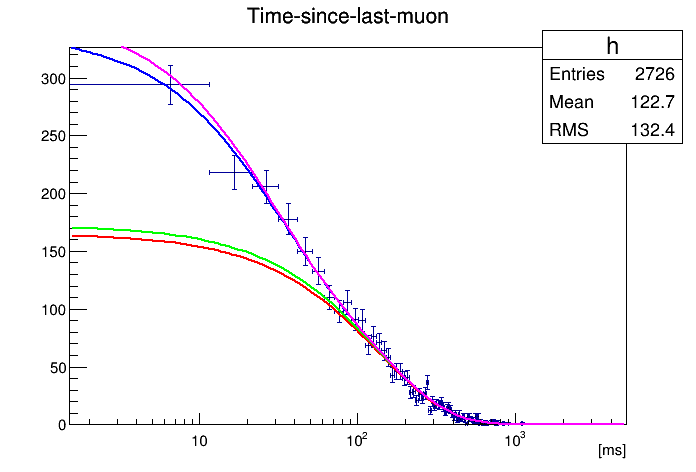 Time-since-last-muon
h
Entries 2726
Mean 122.7
RMS 132.4
300
250
200
150
100
50
0
10 10² 10³
[ms]